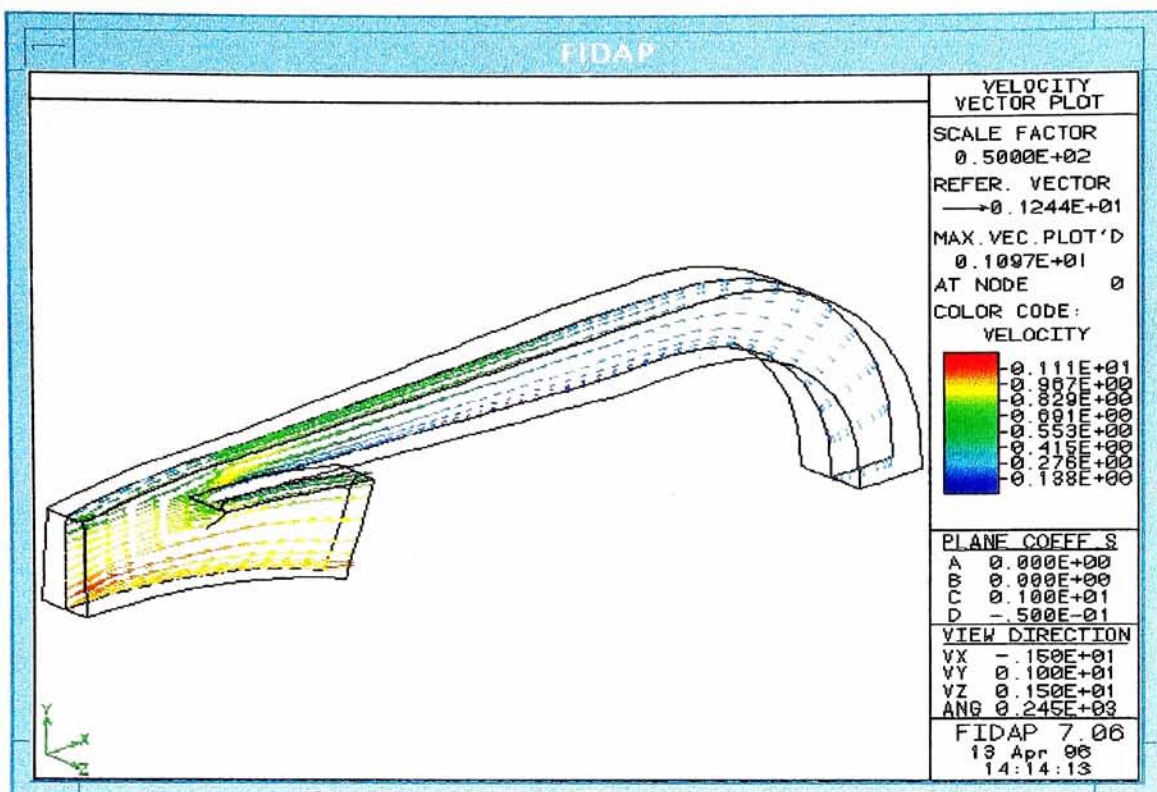 FIDAP
VELOCITY
VECTOR PLOT
SCALE FACTOR
0.5000E+02
REFER. VECTOR
0.1244E+01
MAX.VEC.PLOT'D
0.1097E+01
AT NODE 0
COLOR CODE:
VELOCITY
0.111E+01
0.967E+00
0.829E+00
0.691E+00
0.553E+00
0.415E+00
0.276E+00
0.138E+00
PLANE COEFF.S
A 0.000E+00
B 0.000E+00
C 0.100E+01
D -.500E-01
VIEW DIRECTION
VX -.150E+01
VY 0.100E+01
VZ 0.150E+01
ANG 0.245E+03
FIDAP 7.06
13 Apr 96
14:14:13
Y
X
Z